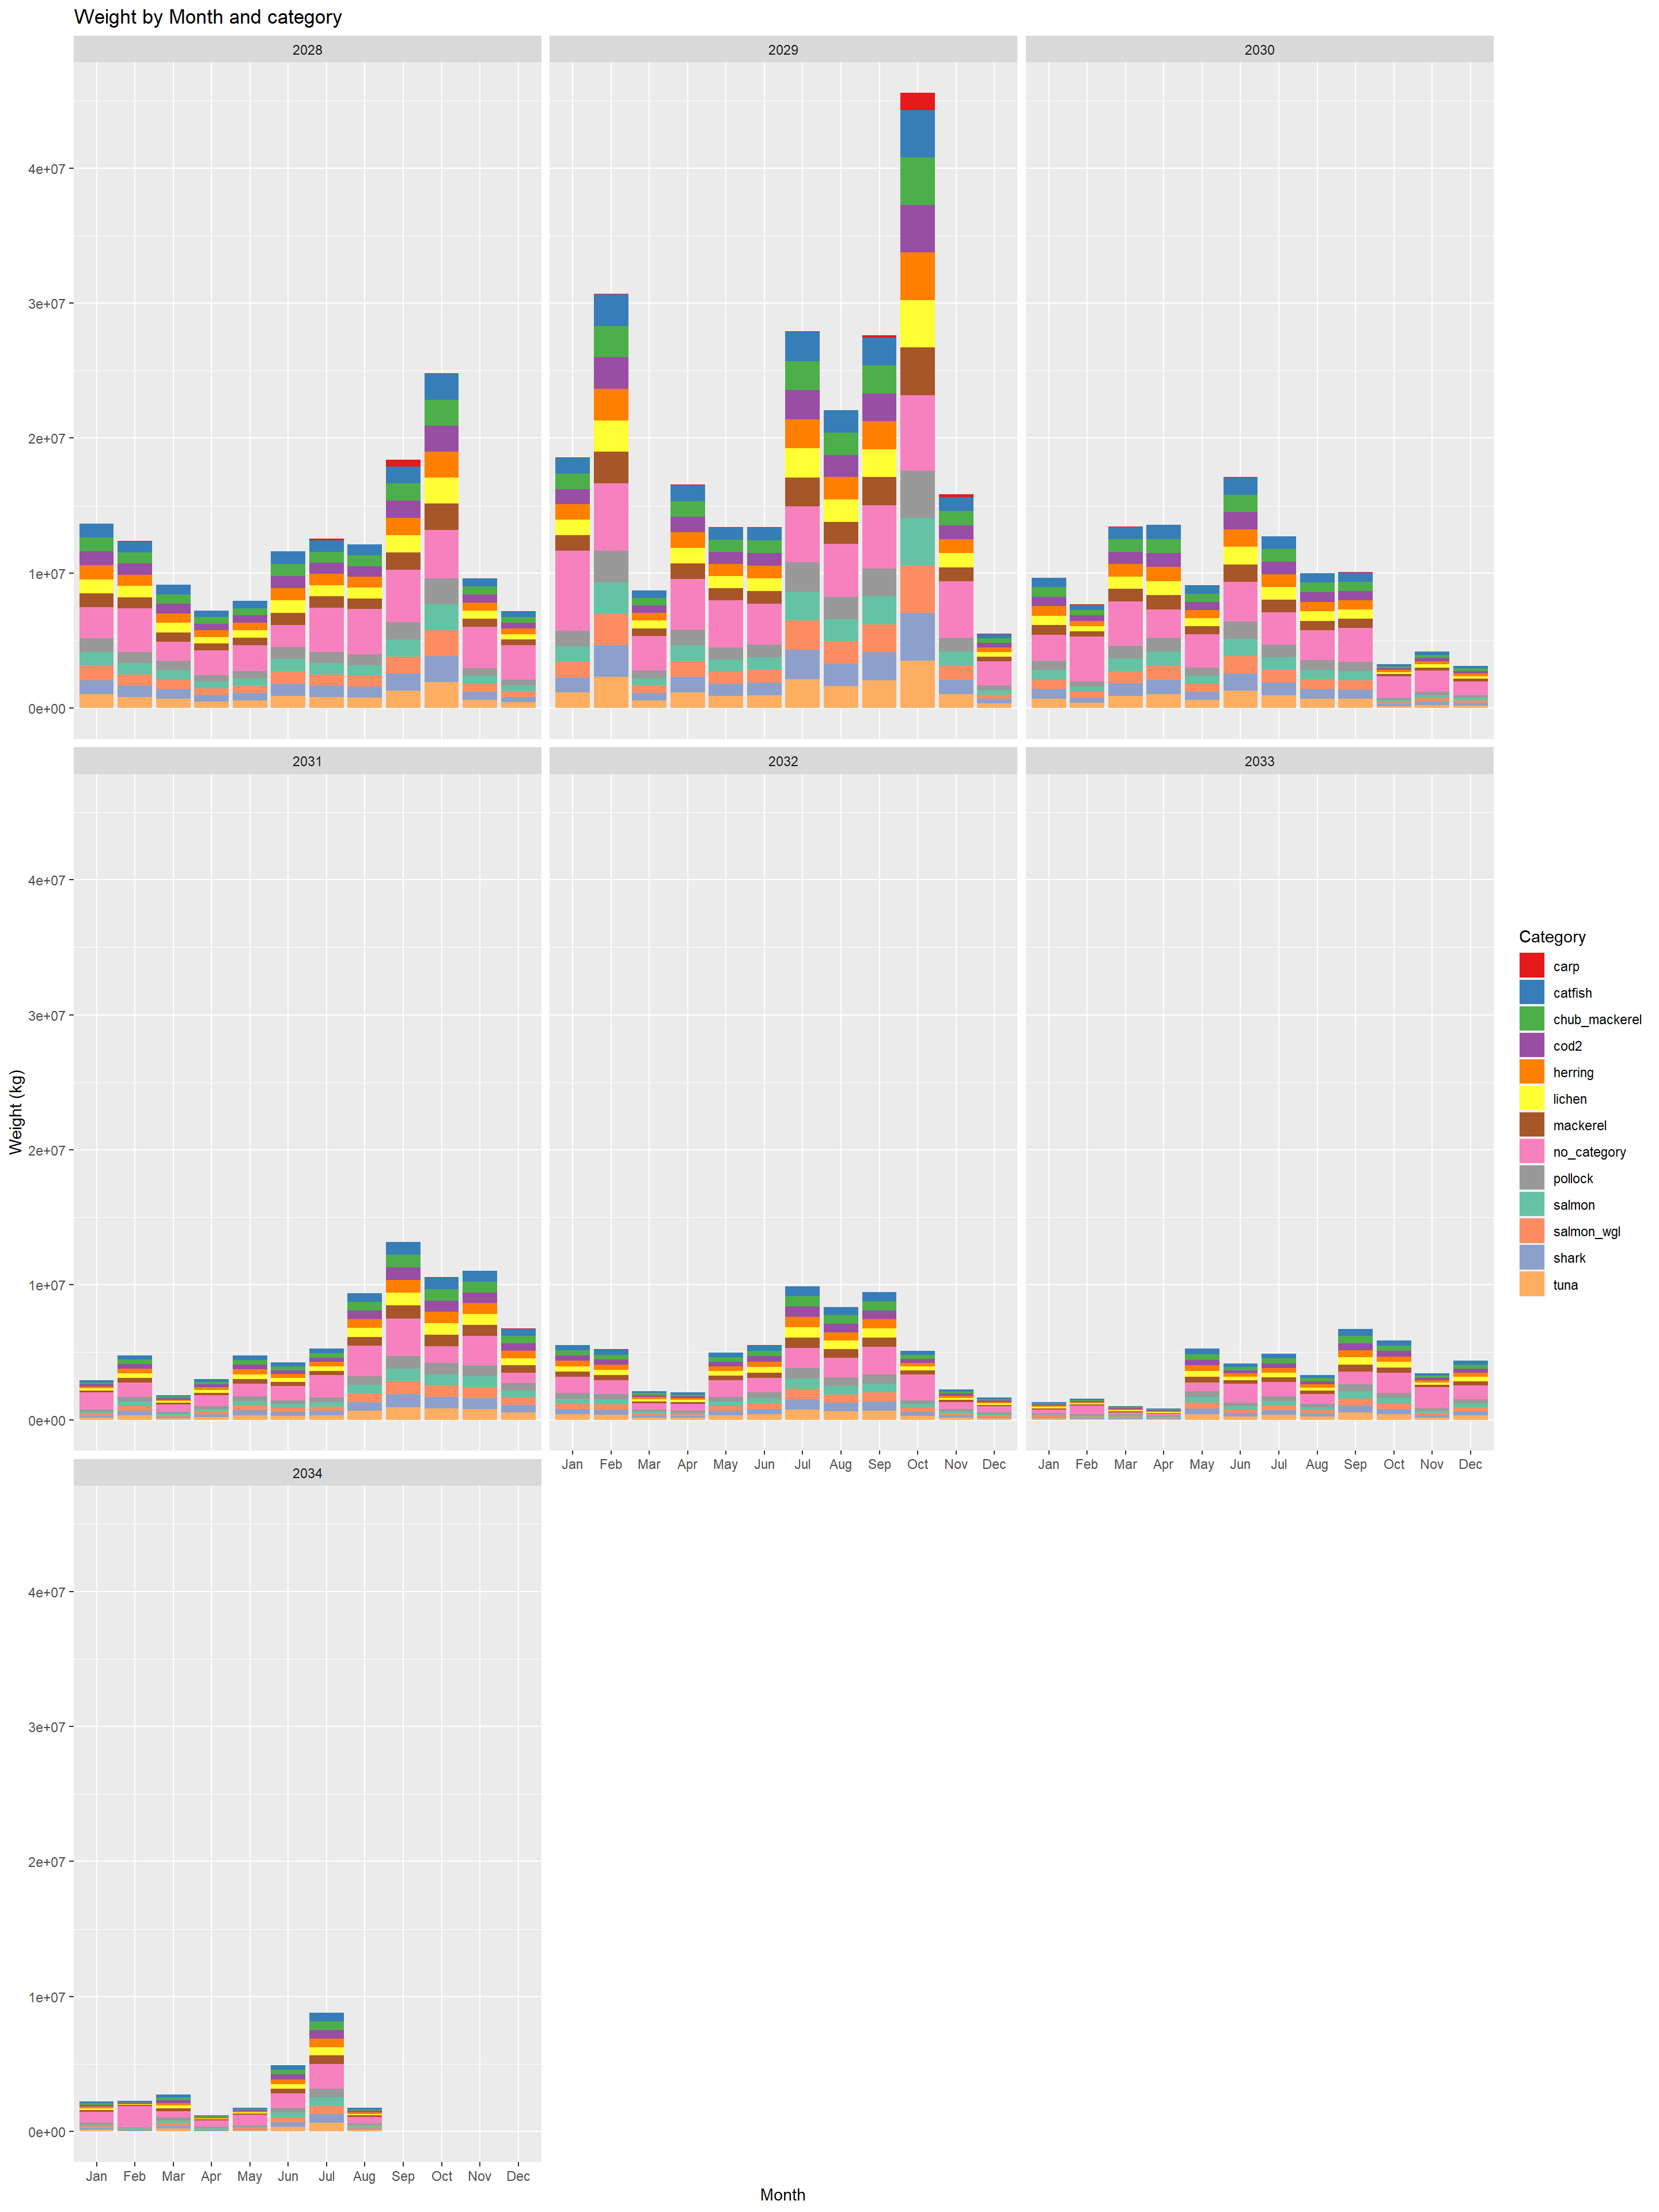 Weight by Month and category
2028 2029 2030
4e+07
3e+07
2e+07
1e+07
0e+00
2031 2032 2033
4e+07
3e+07
2e+07
1e+07
0e+00
Jan Feb Mar Apr May Jun Jul Aug Sep Oct Nov Dec Jan Feb Mar Apr May Jun Jul Aug Sep Oct Nov Dec
2034
4e+07
3e+07
2e+07
1e+07
0e+00
Jan Feb Mar Apr May Jun Jul Aug Sep Oct Nov Dec
Month
Weight (kg)
Category
carp
catfish
chub_mackerel
cod2
herring
lichen
mackerel
no_category
pollock
salmon
salmon_wgl
shark
tuna